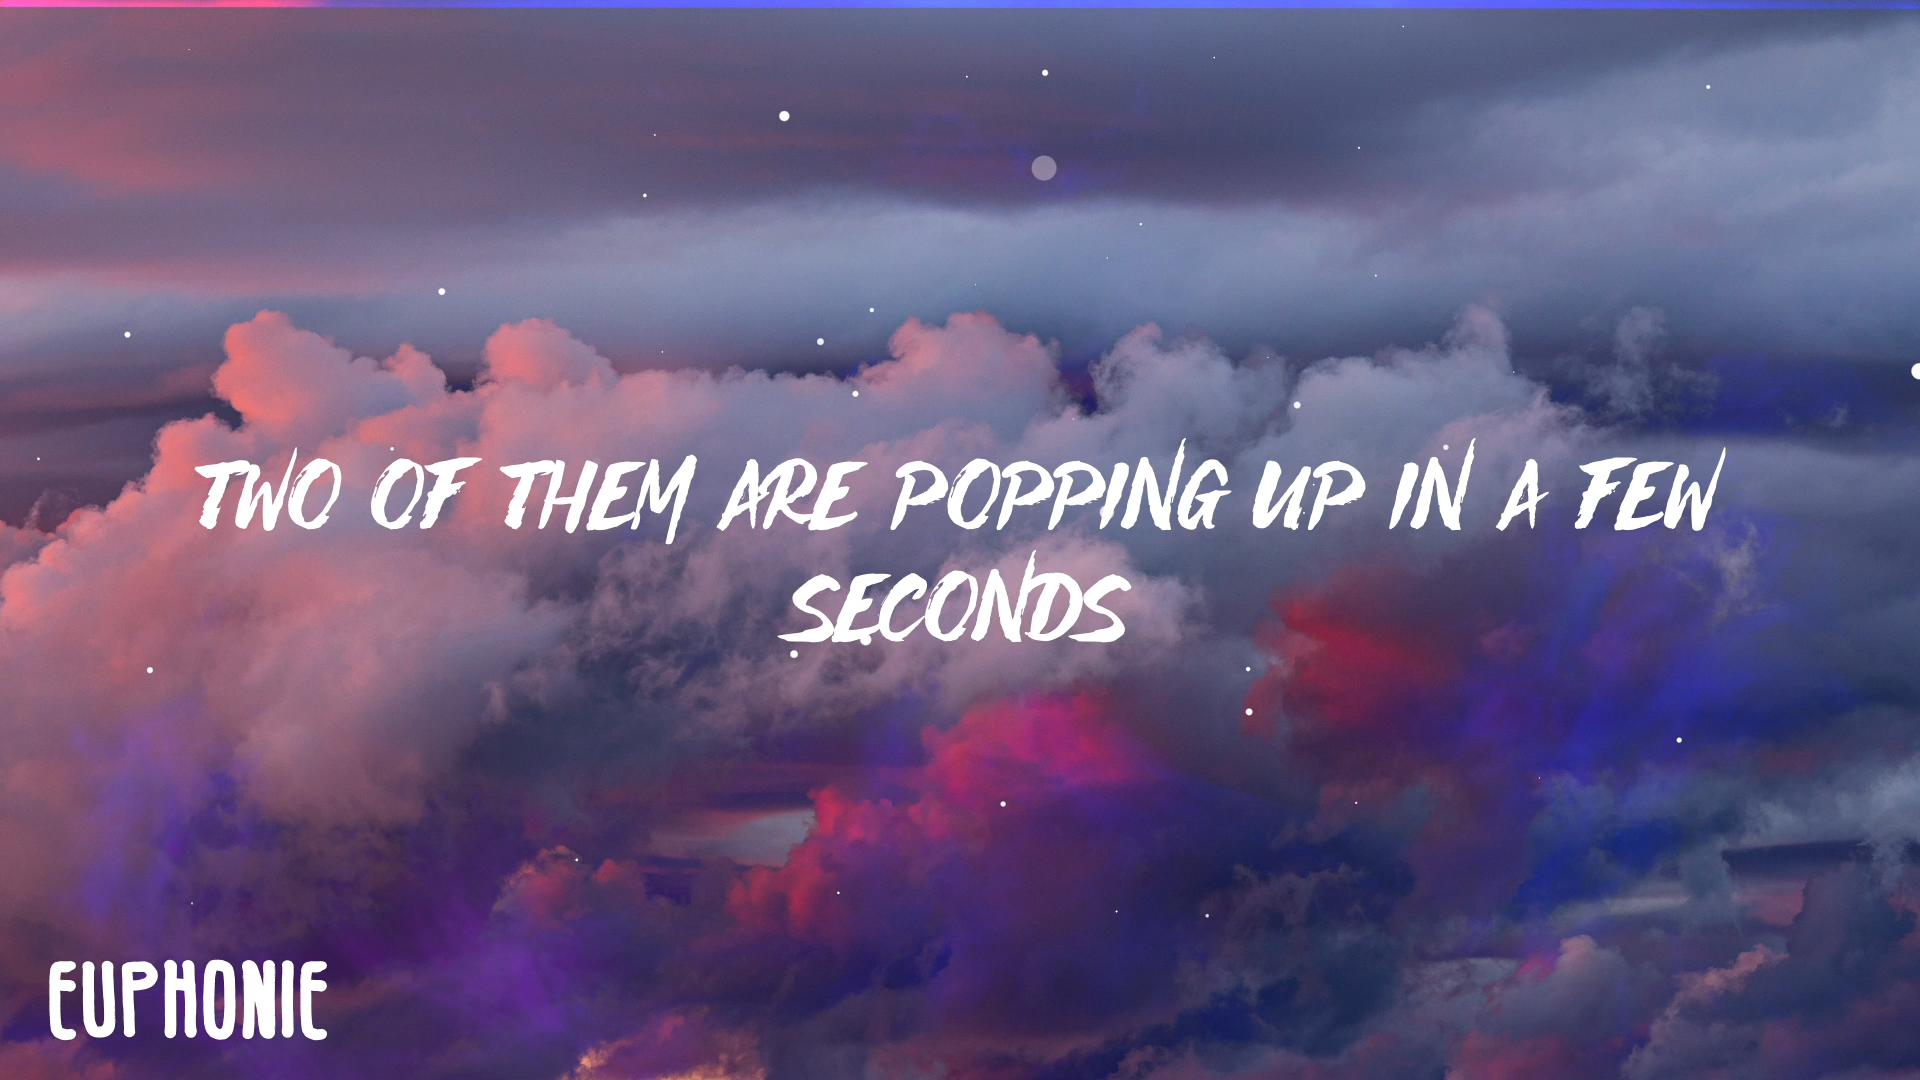 TWO OF THEM ARE POPPING UP IN A FEW
SECONDS
EUPHONIE